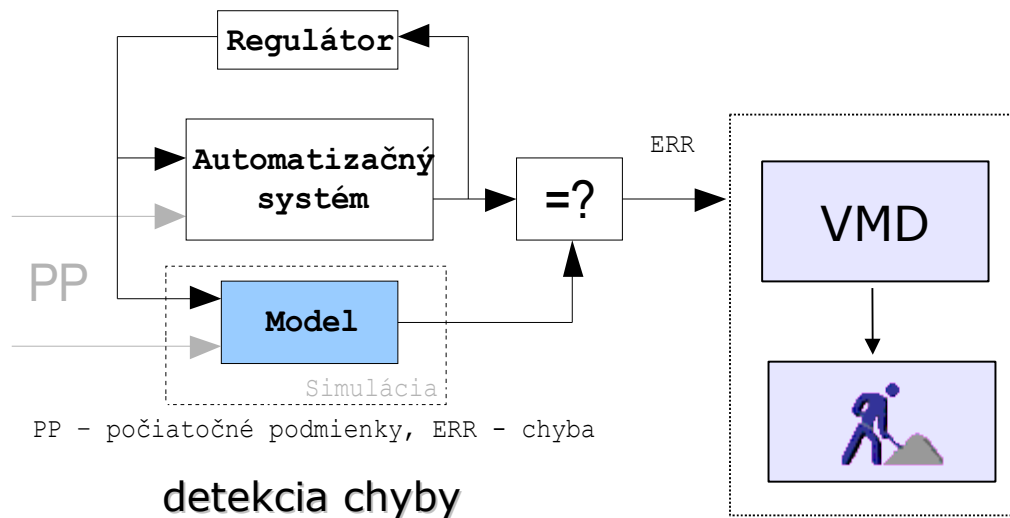 Regulátor
Automatizačný
systém
=?
ERR
VMD
PP
Model
Simulácia
PP – počiatočné podmienky, ERR - chyba
detekcia chyby